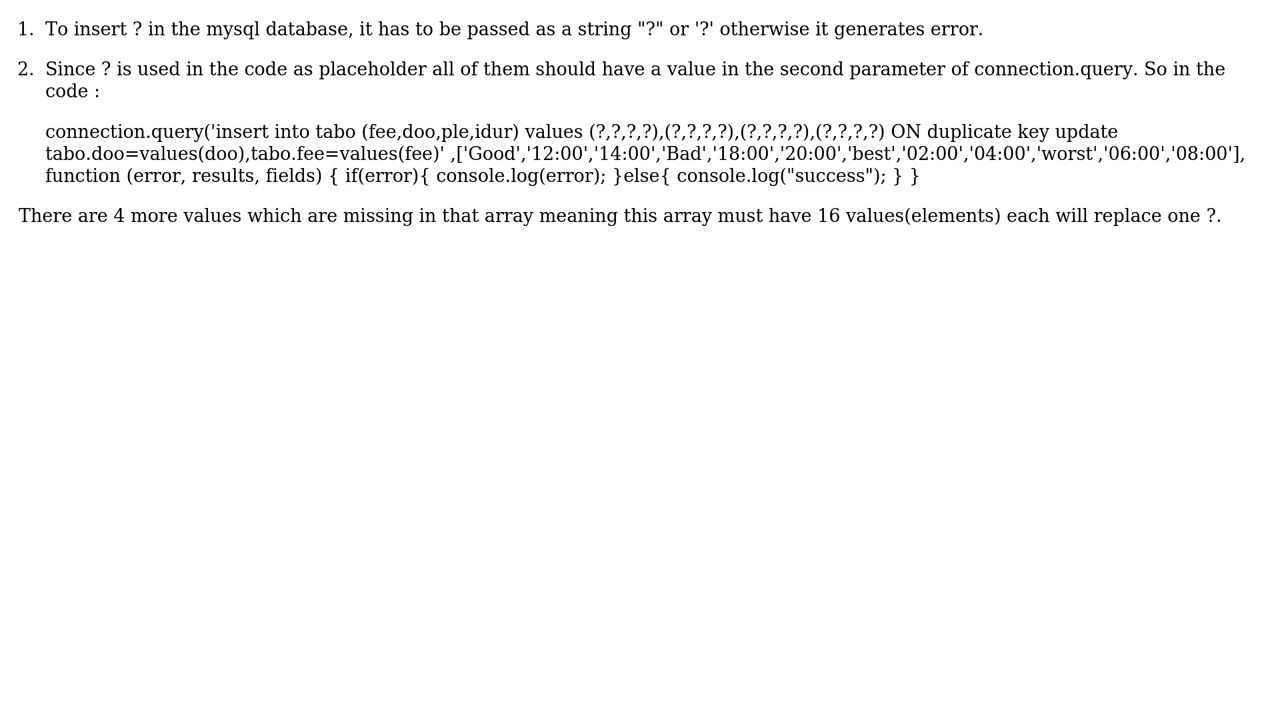 1. To insert ? in the mysql database, it has to be passed as a string "?" or '?' otherwise it generates error.
2. Since ? is used in the code as placeholder all of them should have a value in the second parameter of connection.query. So in the
code :
connection.query('insert into tabo (fee,doo,ple,idur) values (?,?,?,?),(?,?,?,?),(?,?,?,?),(?,?,?,?) ON duplicate key update
tabo.doo=values(doo),tabo.fee=values(fee)' ,['Good','12:00','14:00','Bad','18:00','20:00','best','02:00','04:00','worst','06:00','08:00'],
function (error, results, fields) { if(error){ console.log(error); }else{ console.log("success"); } }
There are 4 more values which are missing in that array meaning this array must have 16 values(elements) each will replace one ?.